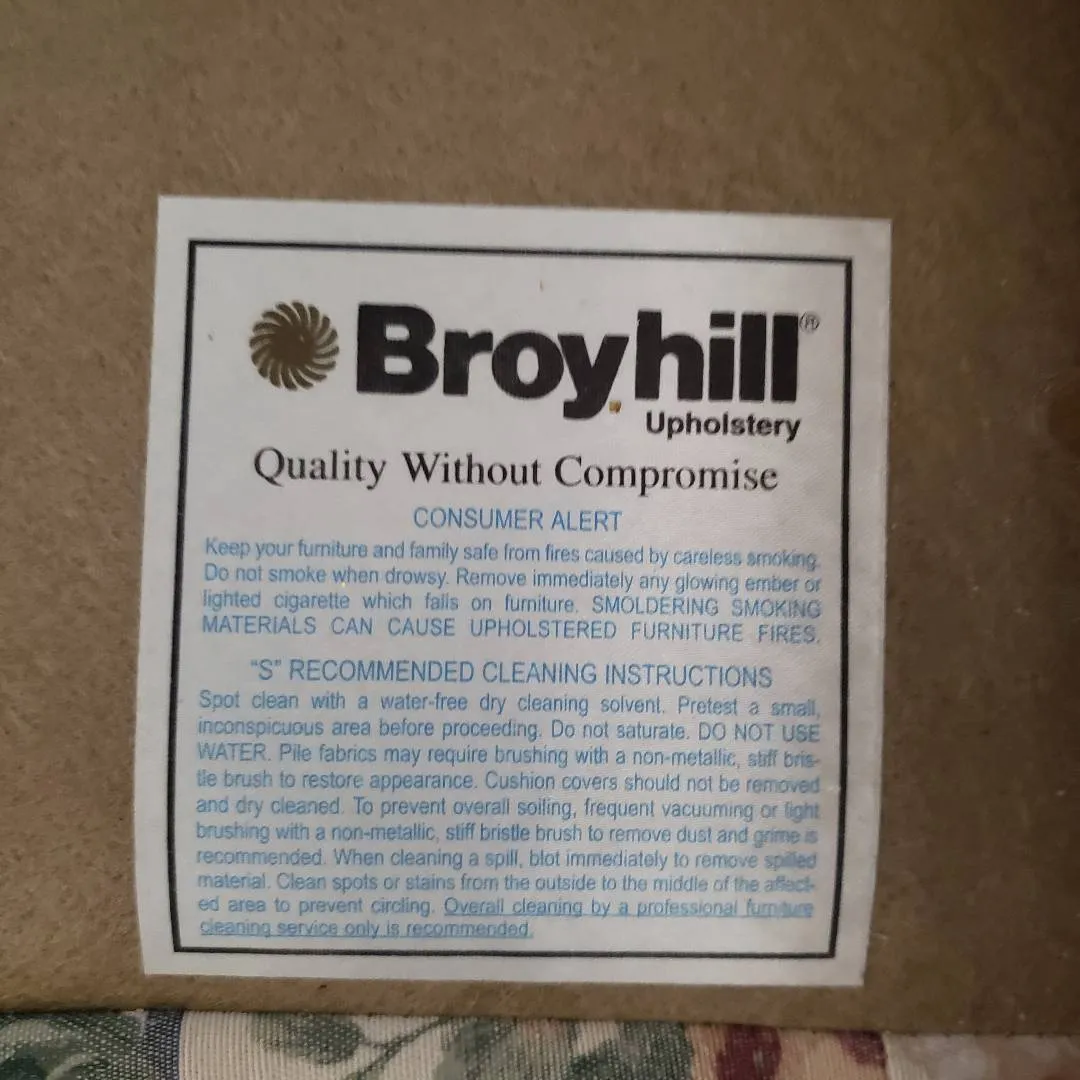 Broyhill®
Upholstery
Quality Without Compromise
CONSUMER ALERT
Keep your furniture and family safe from fires caused by careless smoking.
Do not smoke when drowsy. Remove immediately any glowing ember or
lighted cigarette which falls on furniture. SMOLDERING SMOKING
MATERIALS CAN CAUSE UPHOLSTERED FURNITURE FIRES.
"S" RECOMMENDED CLEANING INSTRUCTIONS
Spot clean with a water-free dry cleaning solvent. Pretest a small,
inconspicuous area before proceeding. Do not saturate. DO NOT USE
WATER. Pile fabrics may require brushing with a non-metallic, stiff bris-
tle brush to restore appearance. Cushion covers should not be removed
and dry cleaned. To prevent overall soiling, frequent vacuuming or light
brushing with a non-metallic, stiff bristle brush to remove dust and grime is
recommended. When cleaning a spill, blot immediately to remove spilled
material. Clean spots or stains from the outside to the middle of the affect-
ed area to prevent circling. Overall cleaning by a professional furniture
cleaning service only is recommended.